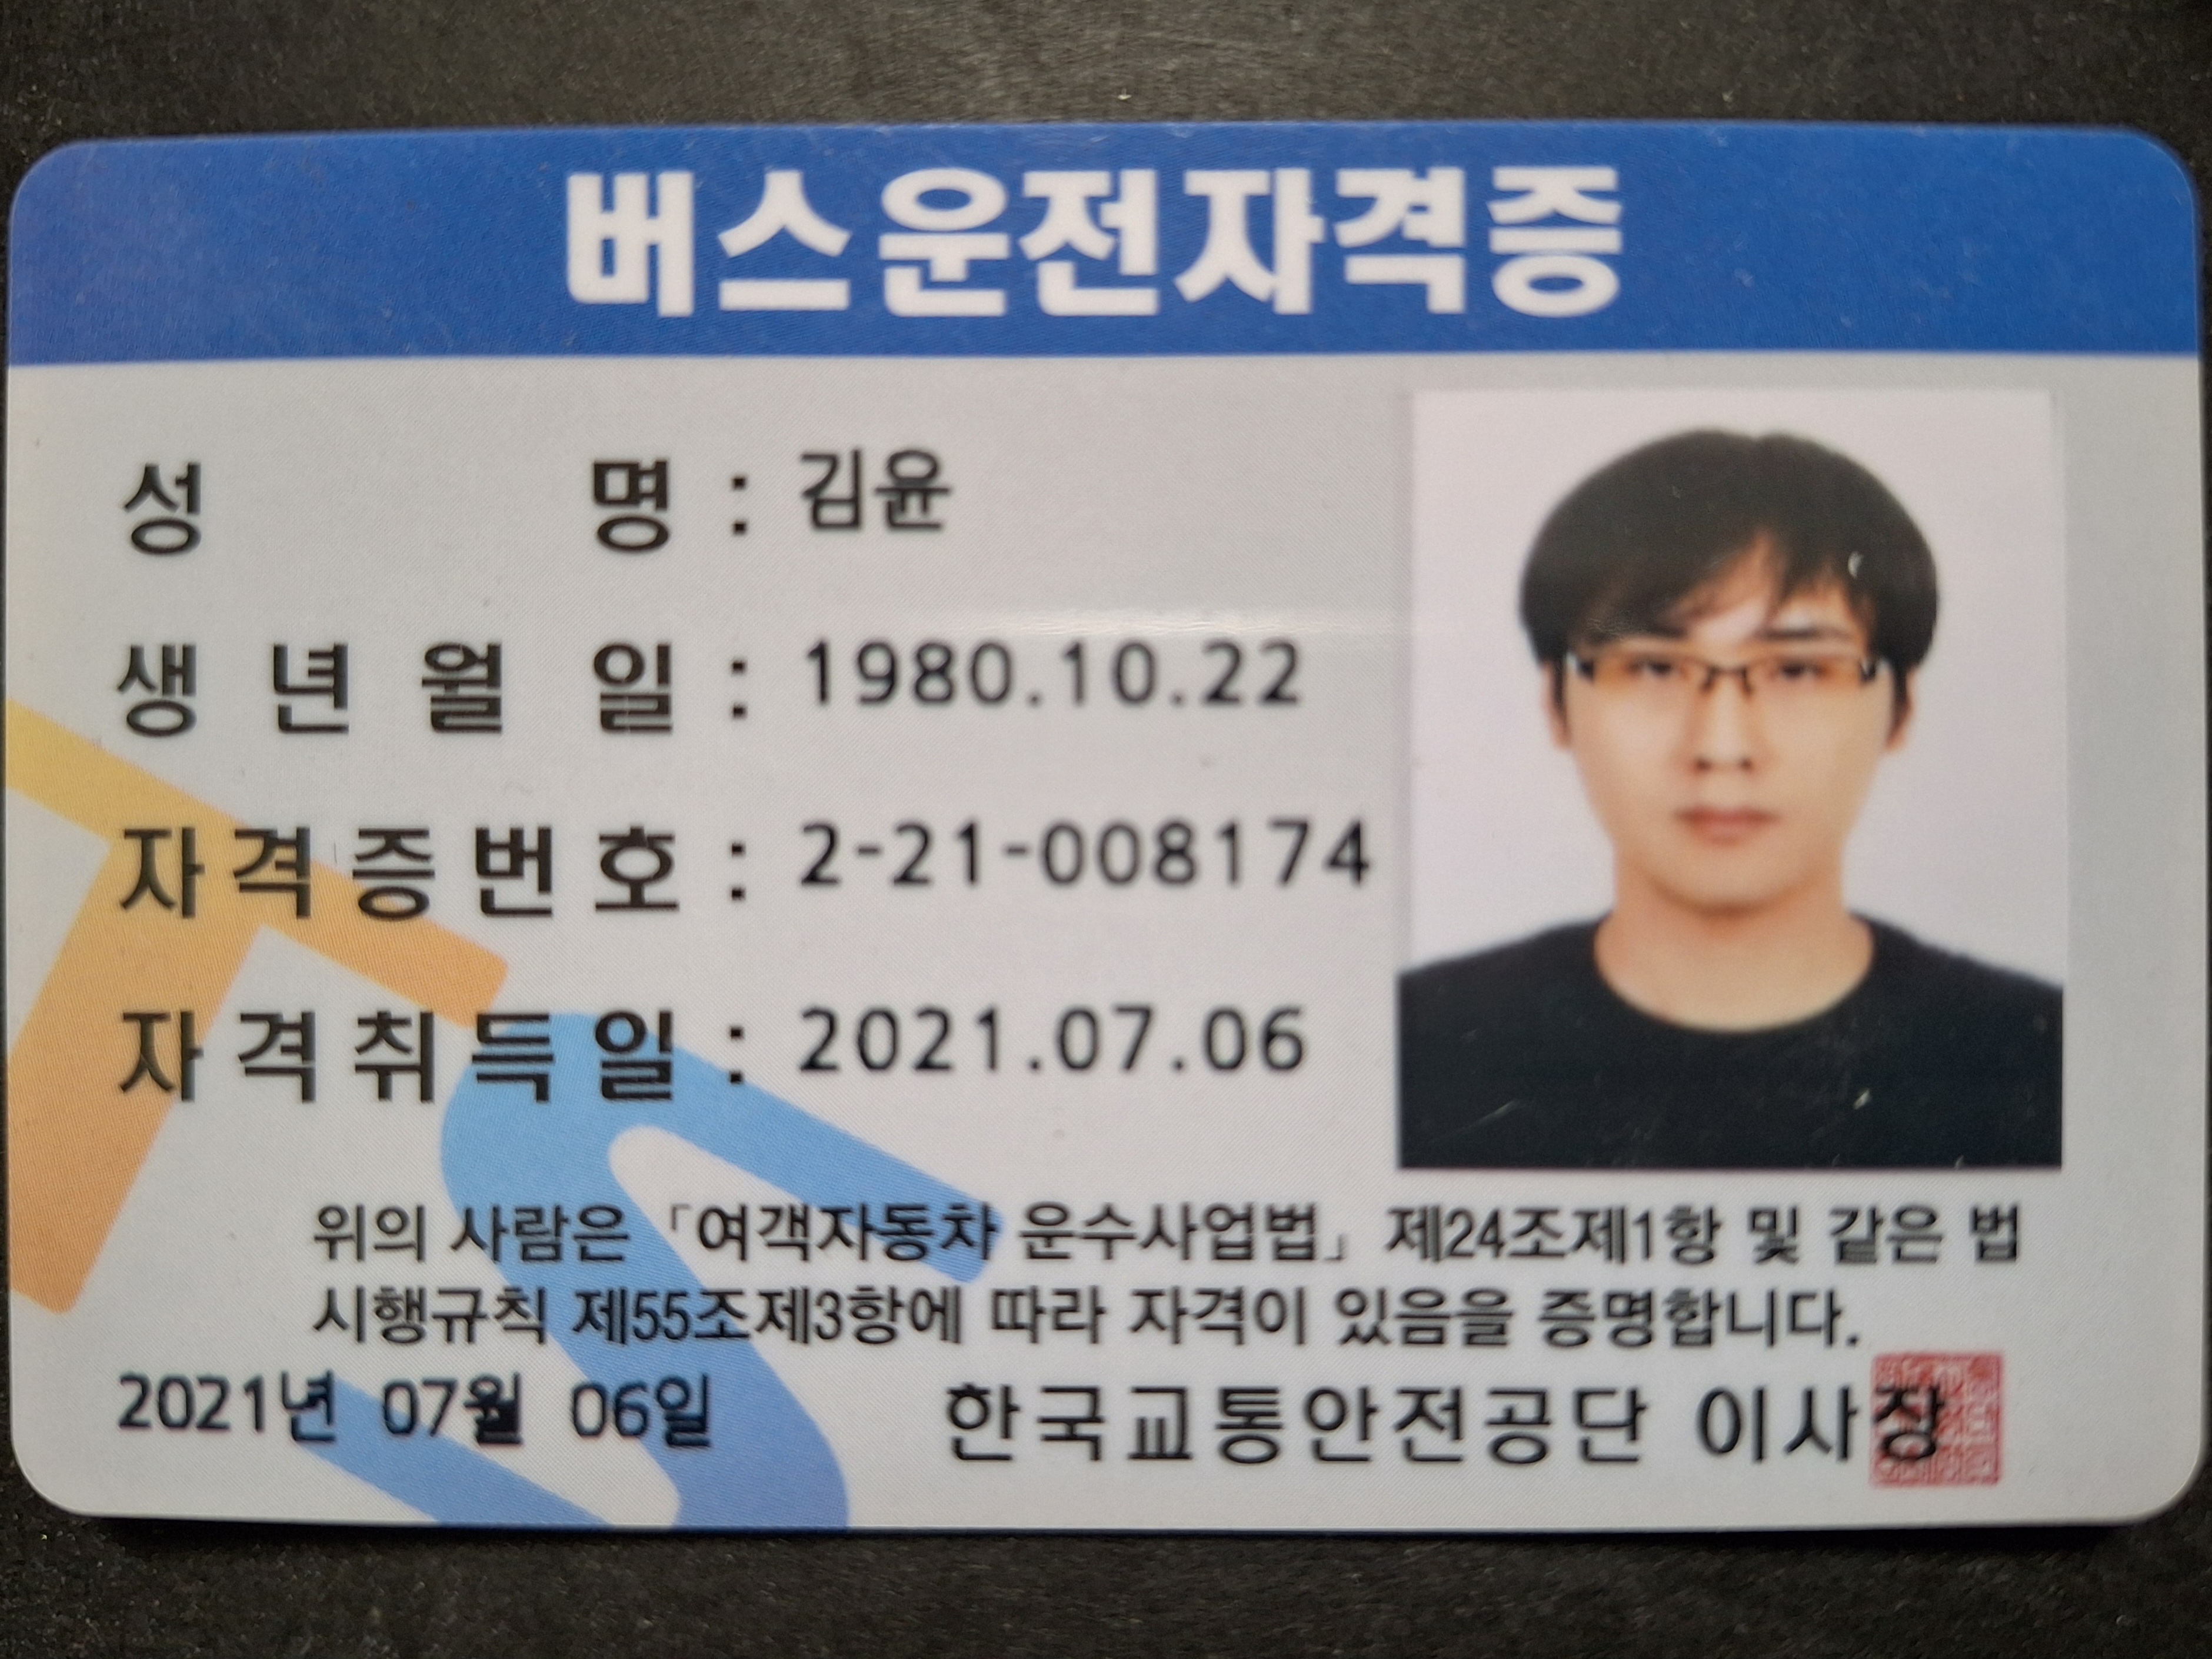 버스운전자격증
성 명 : 김윤
생 년 월 일 : 1980.10.22
자격증번호 : 2-21-008174
자격취득일 : 2021.07.06
위의 사람은 「여객자동차 운수사업법」 제24조제1항 및 같은 법
시행규칙 제55조제3항에 따라 자격이 있음을 증명합니다.
2021년 07월 06일 한국교통안전공단 이사장